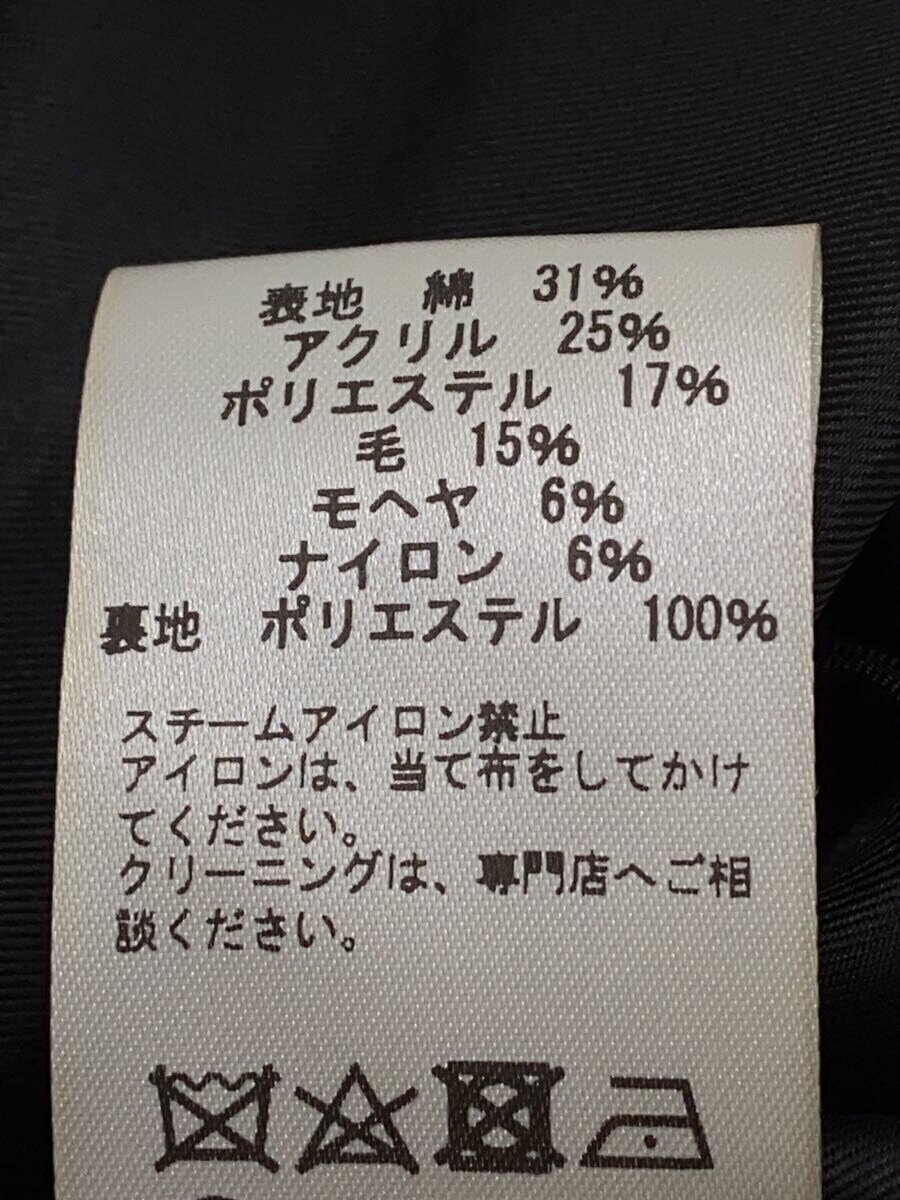 表地 綿 31%
アクリル 25%
ポリエステル 17%
毛 15%
モヘヤ 6%
ナイロン 6%
裏地 ポリエステル 100%
スチームアイロン禁止
アイロンは、当て布をしてかけ
てください。
クリーニングは、専門店へご相
談ください。